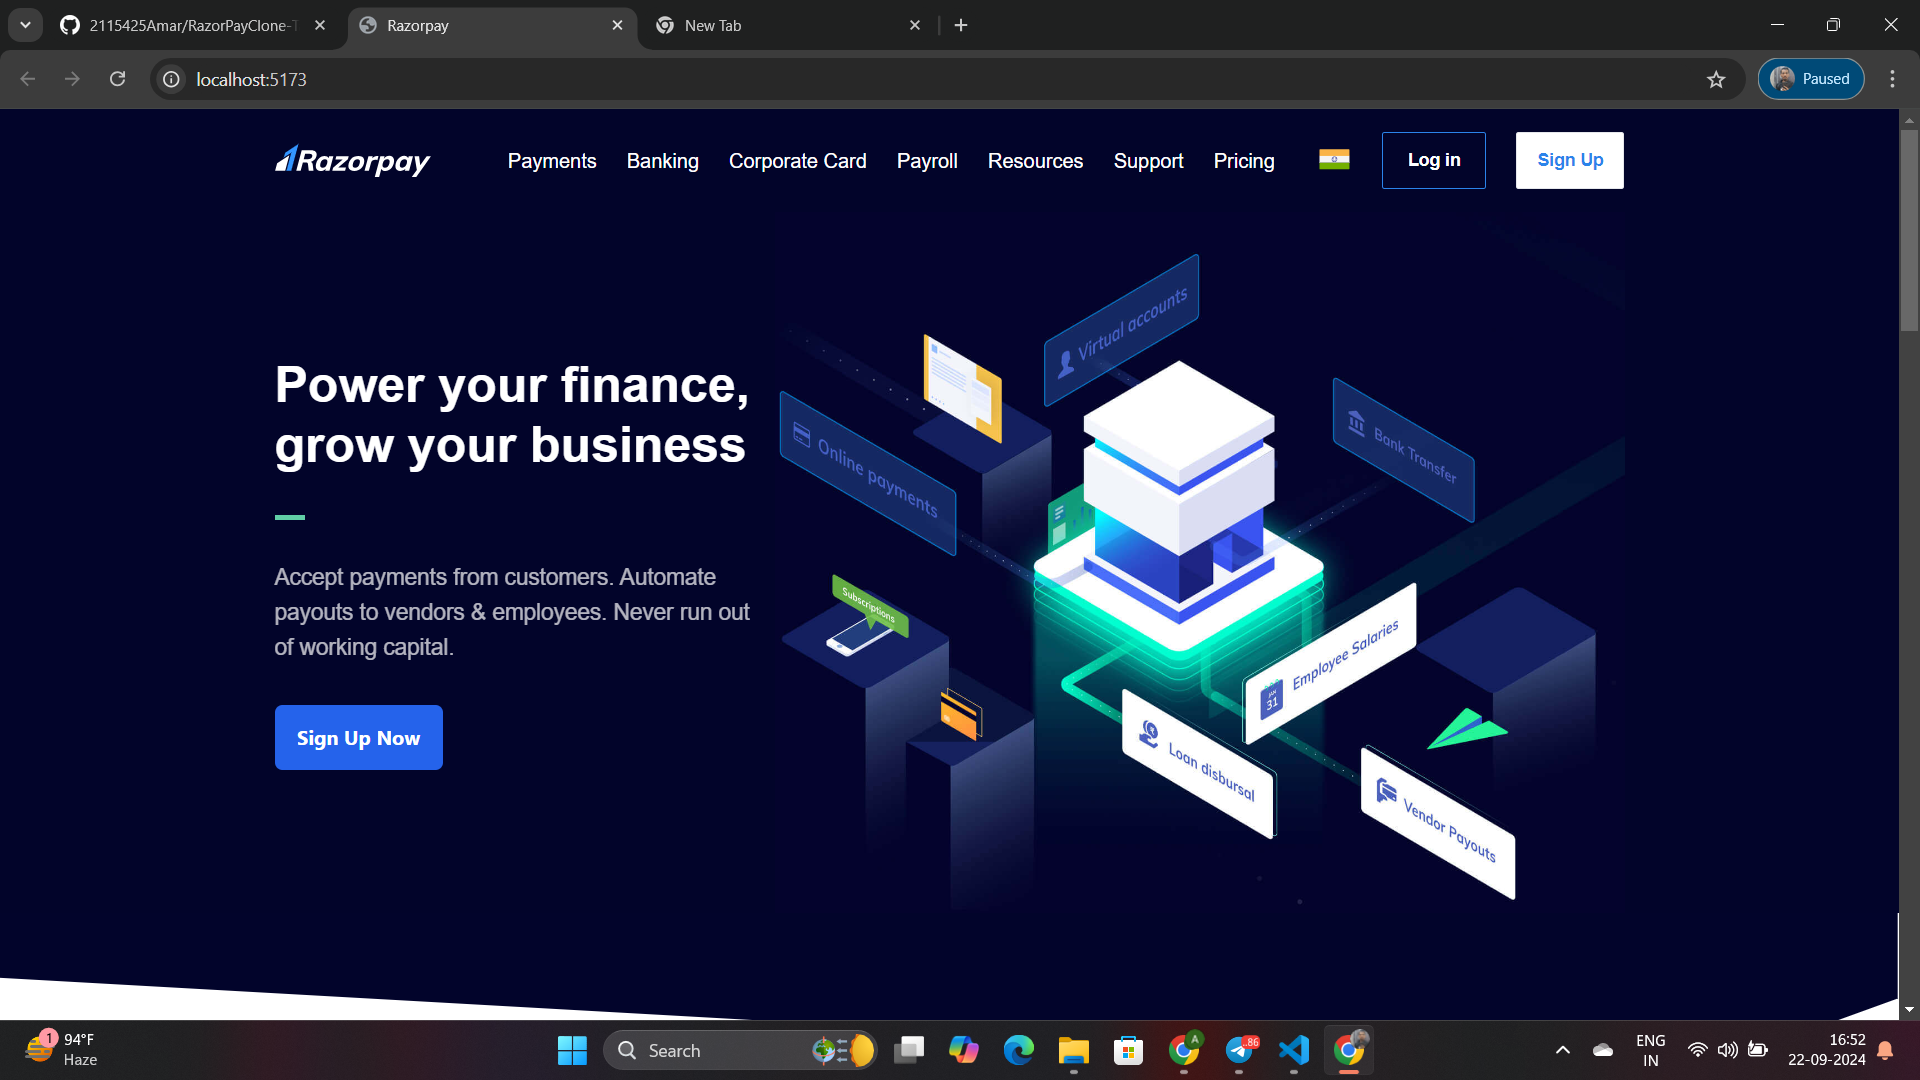 2115425Amar/RazorPayClone-T
Razorpay
New Tab
localhost:5173
Paused
Razorpay
Payments
Banking
Corporate Card
Payroll
Resources
Support
Pricing
Log in
Sign Up
Power your finance,
grow your business
Accept payments from customers. Automate
payouts to vendors & employees. Never run out
of working capital.
Sign Up Now
Virtual accounts
Online payments
Bank Transfer
Subscriptions
Employee Salaries
JAN
31
Loan disbursal
Vendor Payouts
1
94°F
Haze
Search
A
.86
ENG
IN
16:52
22-09-2024